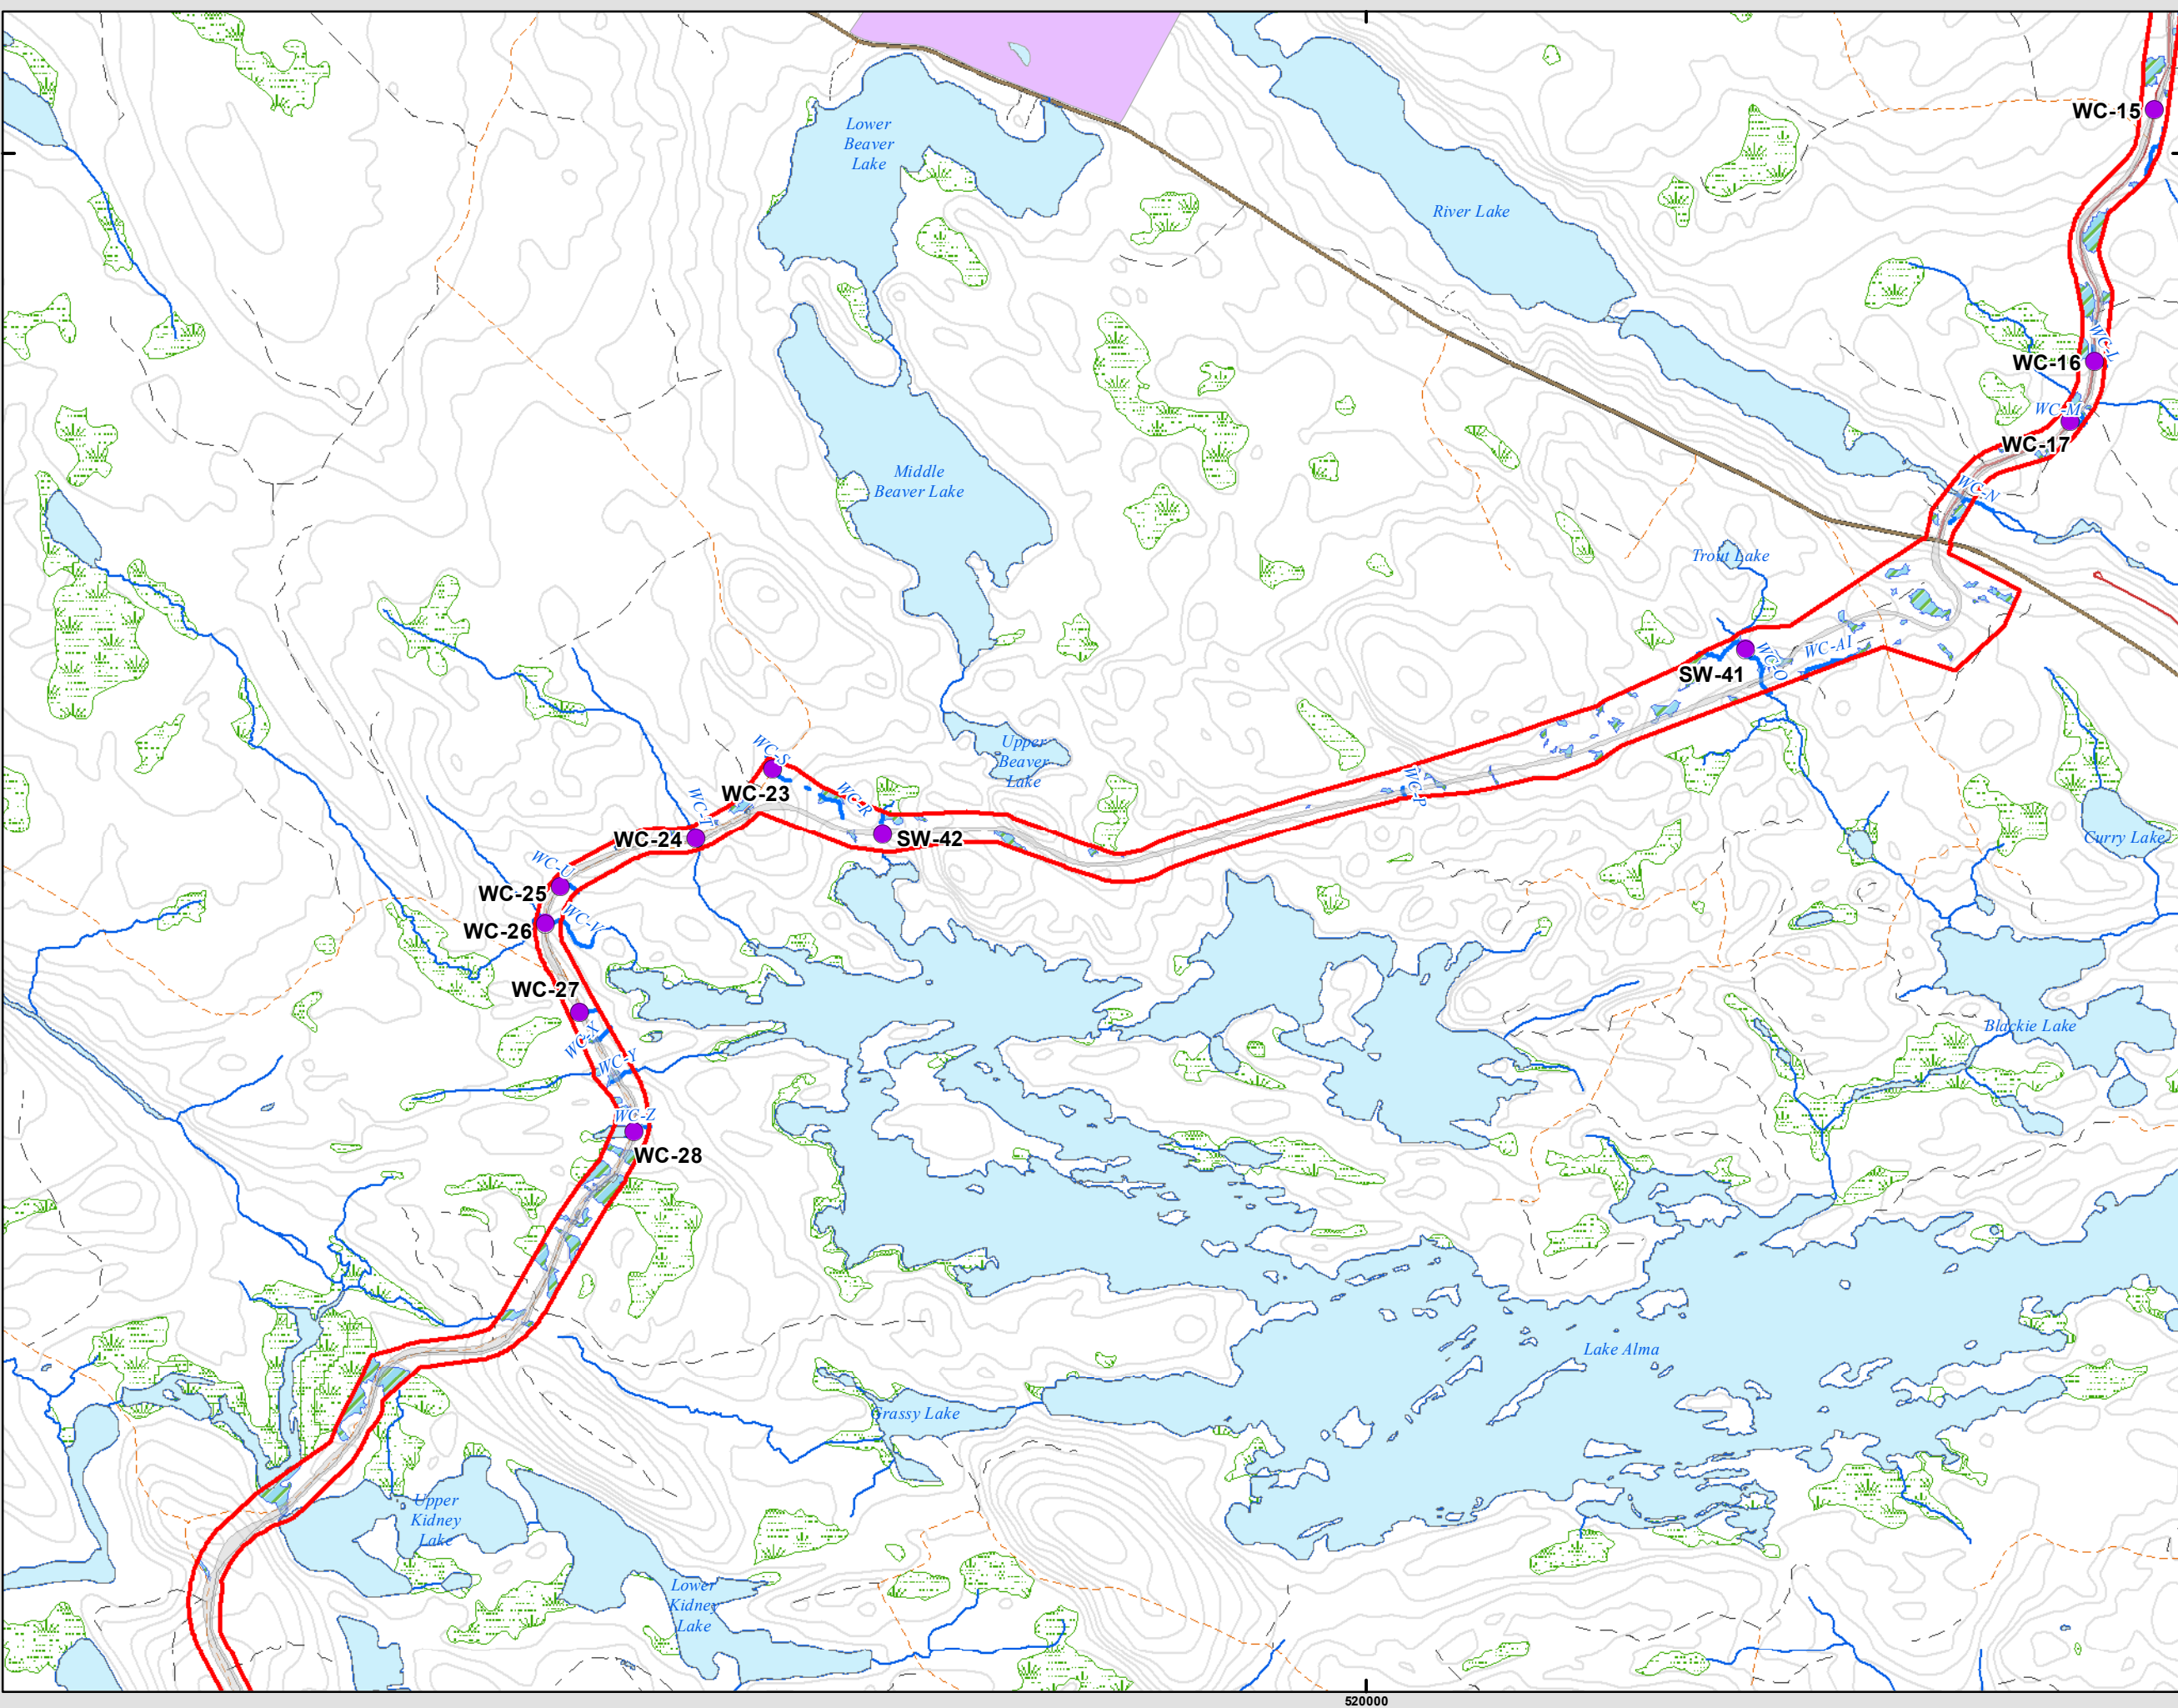 WC-15
Lower
Beaver
Lake
River Lake
WC-L
WC-16
WC-M
WC-17
Middle
Beaver Lake
WC-N
Trout Lake
WC-O
WC-AI
SW-41
WC-S
Upper
Beaver
Lake
WC-P
WC-23
WC-R
WC-T
WC-24
SW-42
Curry Lake
WC-U
WC-25
WC-V
WC-26
WC-27
WC-X
Blackie Lake
WC-Y
WC-Z
WC-28
Lake Alma
Grassy Lake
Upper
Kidney
Lake
Lower
Kidney
Lake
520000